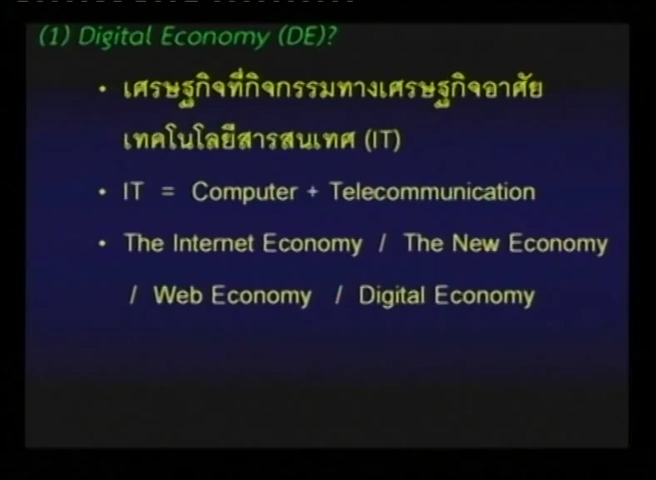 (1) Digital Economy (DE)?
• เศรษฐกิจที่กิจกรรมทางเศรษฐกิจอาศัย
เทคโนโลยีสารสนเทศ (IT)
• IT = Computer + Telecommunication
• The Internet Economy / The New Economy
/ Web Economy / Digital Economy